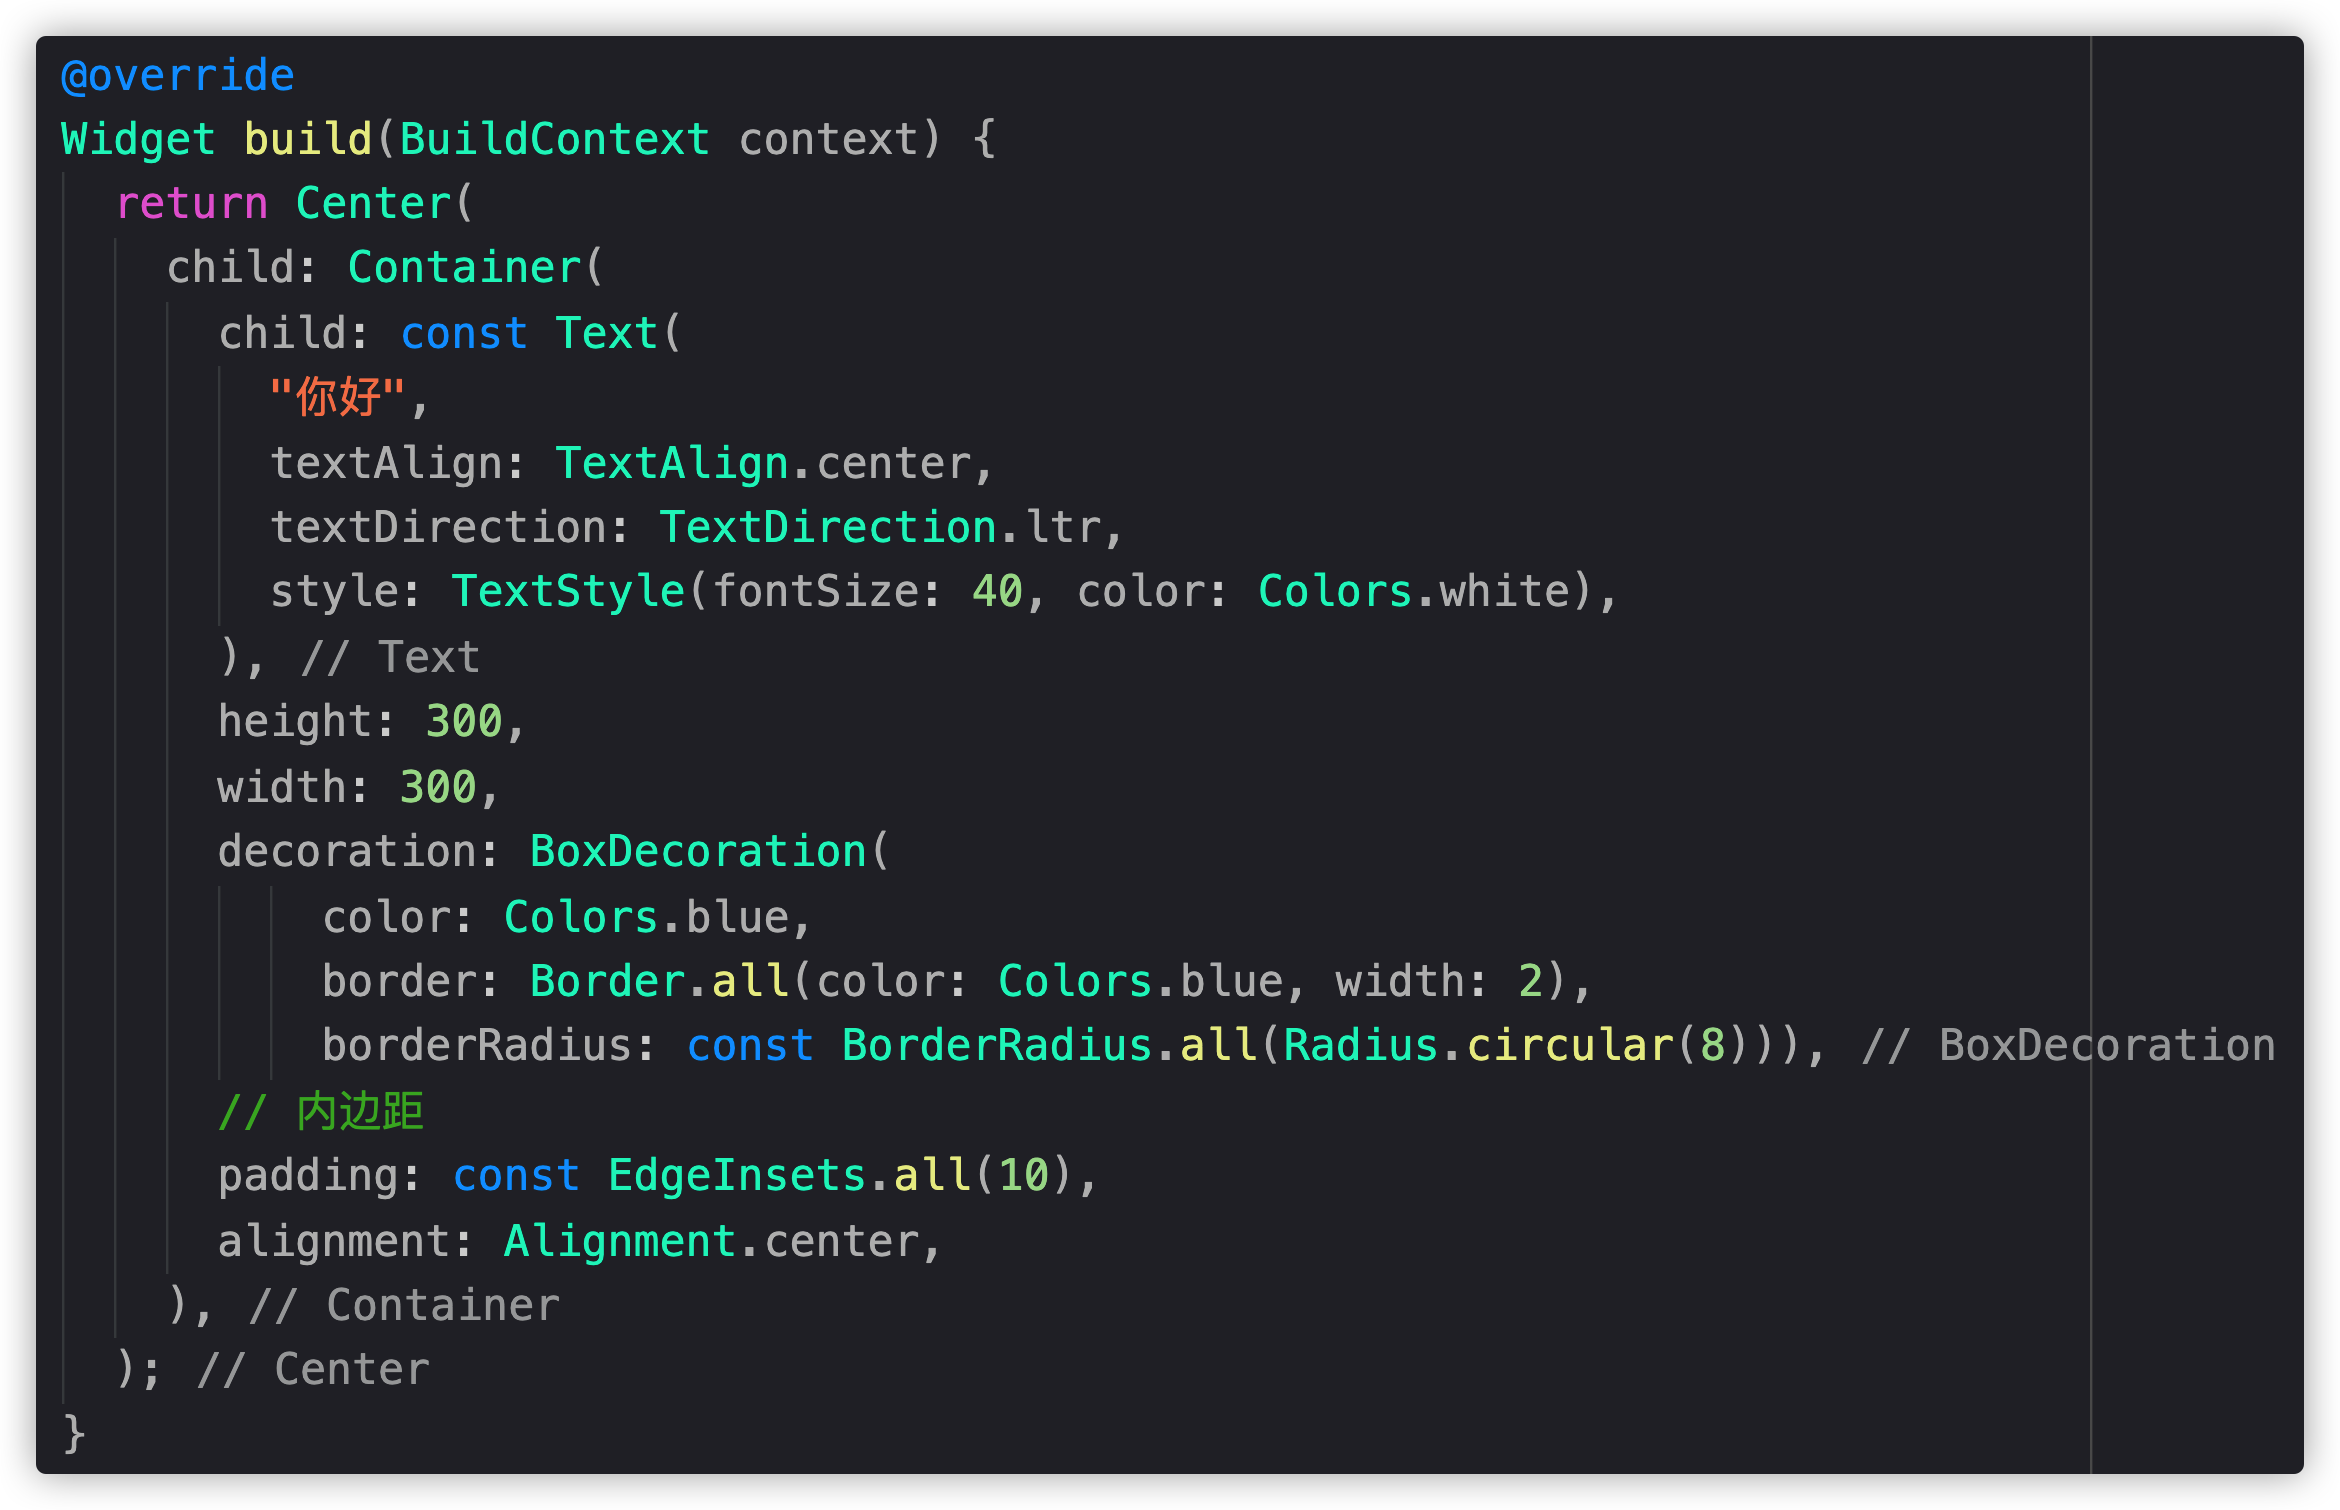 @override
Widget build(BuildContext context) {
  return Center(
    child: Container(
      child: const Text(
        "你好",
        textAlign: TextAlign.center,
        textDirection: TextDirection.ltr,
        style: TextStyle(fontSize: 40, color: Colors.white),
      ), // Text
      height: 300,
      width: 300,
      decoration: BoxDecoration(
          color: Colors.blue,
          border: Border.all(color: Colors.blue, width: 2),
          borderRadius: const BorderRadius.all(Radius.circular(8))), // BoxDecoration
      // 内边距
      padding: const EdgeInsets.all(10),
      alignment: Alignment.center,
    ), // Container
  ); // Center
}